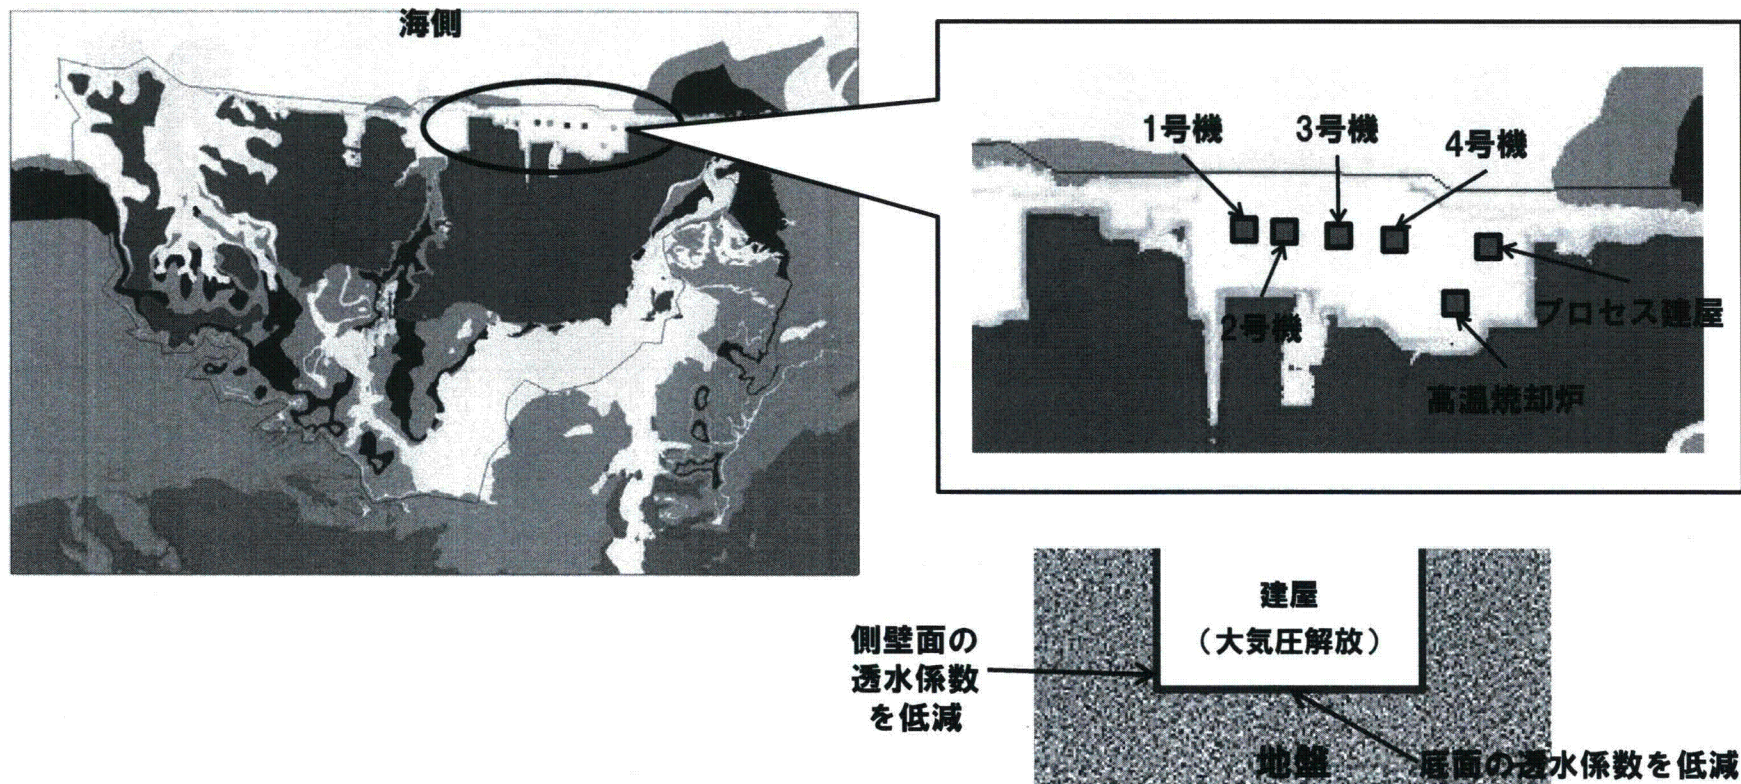 海側
1号機
3号機
4号機
2号機
プロセス建屋
高温焼却炉
建屋
（大気圧解放）
側壁面の
透水係数
を低減
地盤
底面の透水係数を低減